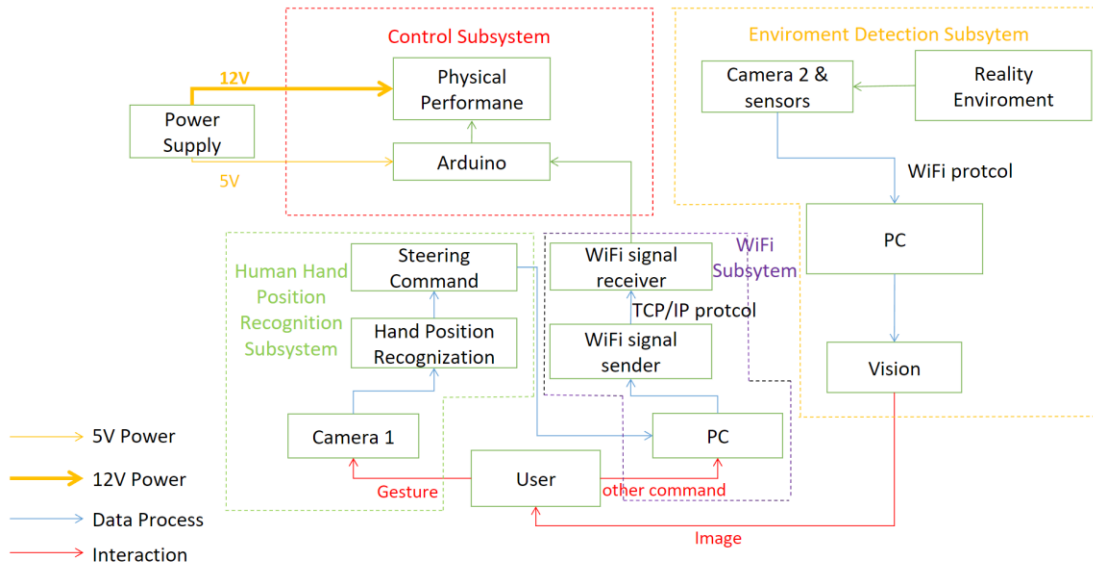 Control Subsystem
Enviroment Detection Subsytem
12V
Physical
Performane
Power
Supply
5V
Arduino
Camera 2 &
sensors
Reality
Enviroment
WiFi protcol
PC
Vision
Human Hand
Position
Recognition
Subsystem
Steering
Command
Hand Position
Recognization
Camera 1
WiFi
Subsytem
WiFi signal
receiver
TCP/IP protcol
WiFi signal
sender
PC
User
Gesture
other command
Image
5V Power
12V Power
Data Process
Interaction